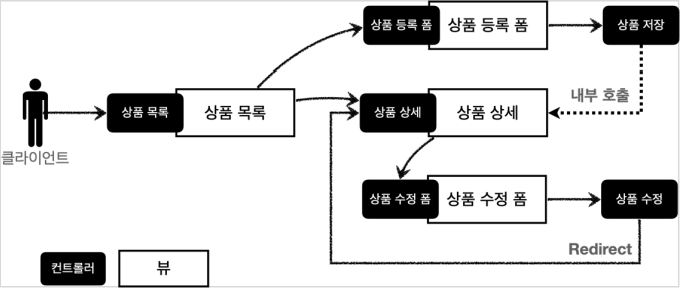 상품 등록 폼
상품 등록 폼
상품 저장
내부 호출
상품 목록
상품 목록
상품 상세
상품 상세
클라이언트
상품 수정 폼
상품 수정 폼
상품 수정
Redirect
컨트롤러
뷰